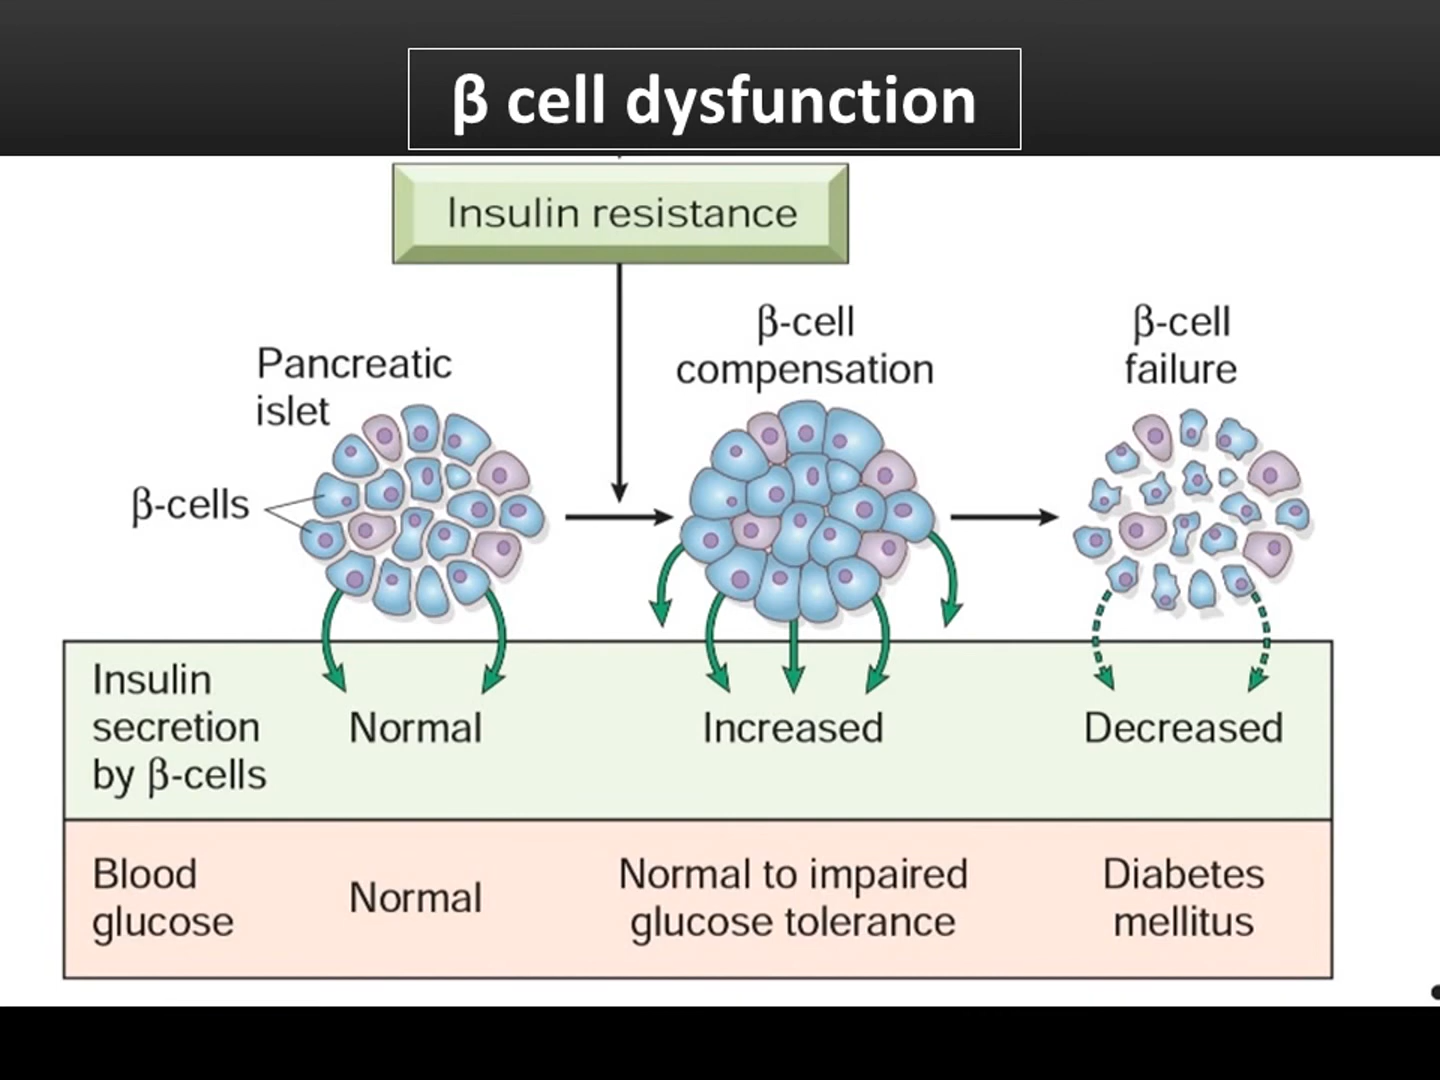 β cell dysfunction
Insulin resistance
Pancreatic
islet
β-cells
β-cell
compensation
β-cell
failure
Insulin
secretion
by β-cells
Normal
Increased
Decreased
Blood
glucose
Normal
Normal to impaired
glucose tolerance
Diabetes
mellitus